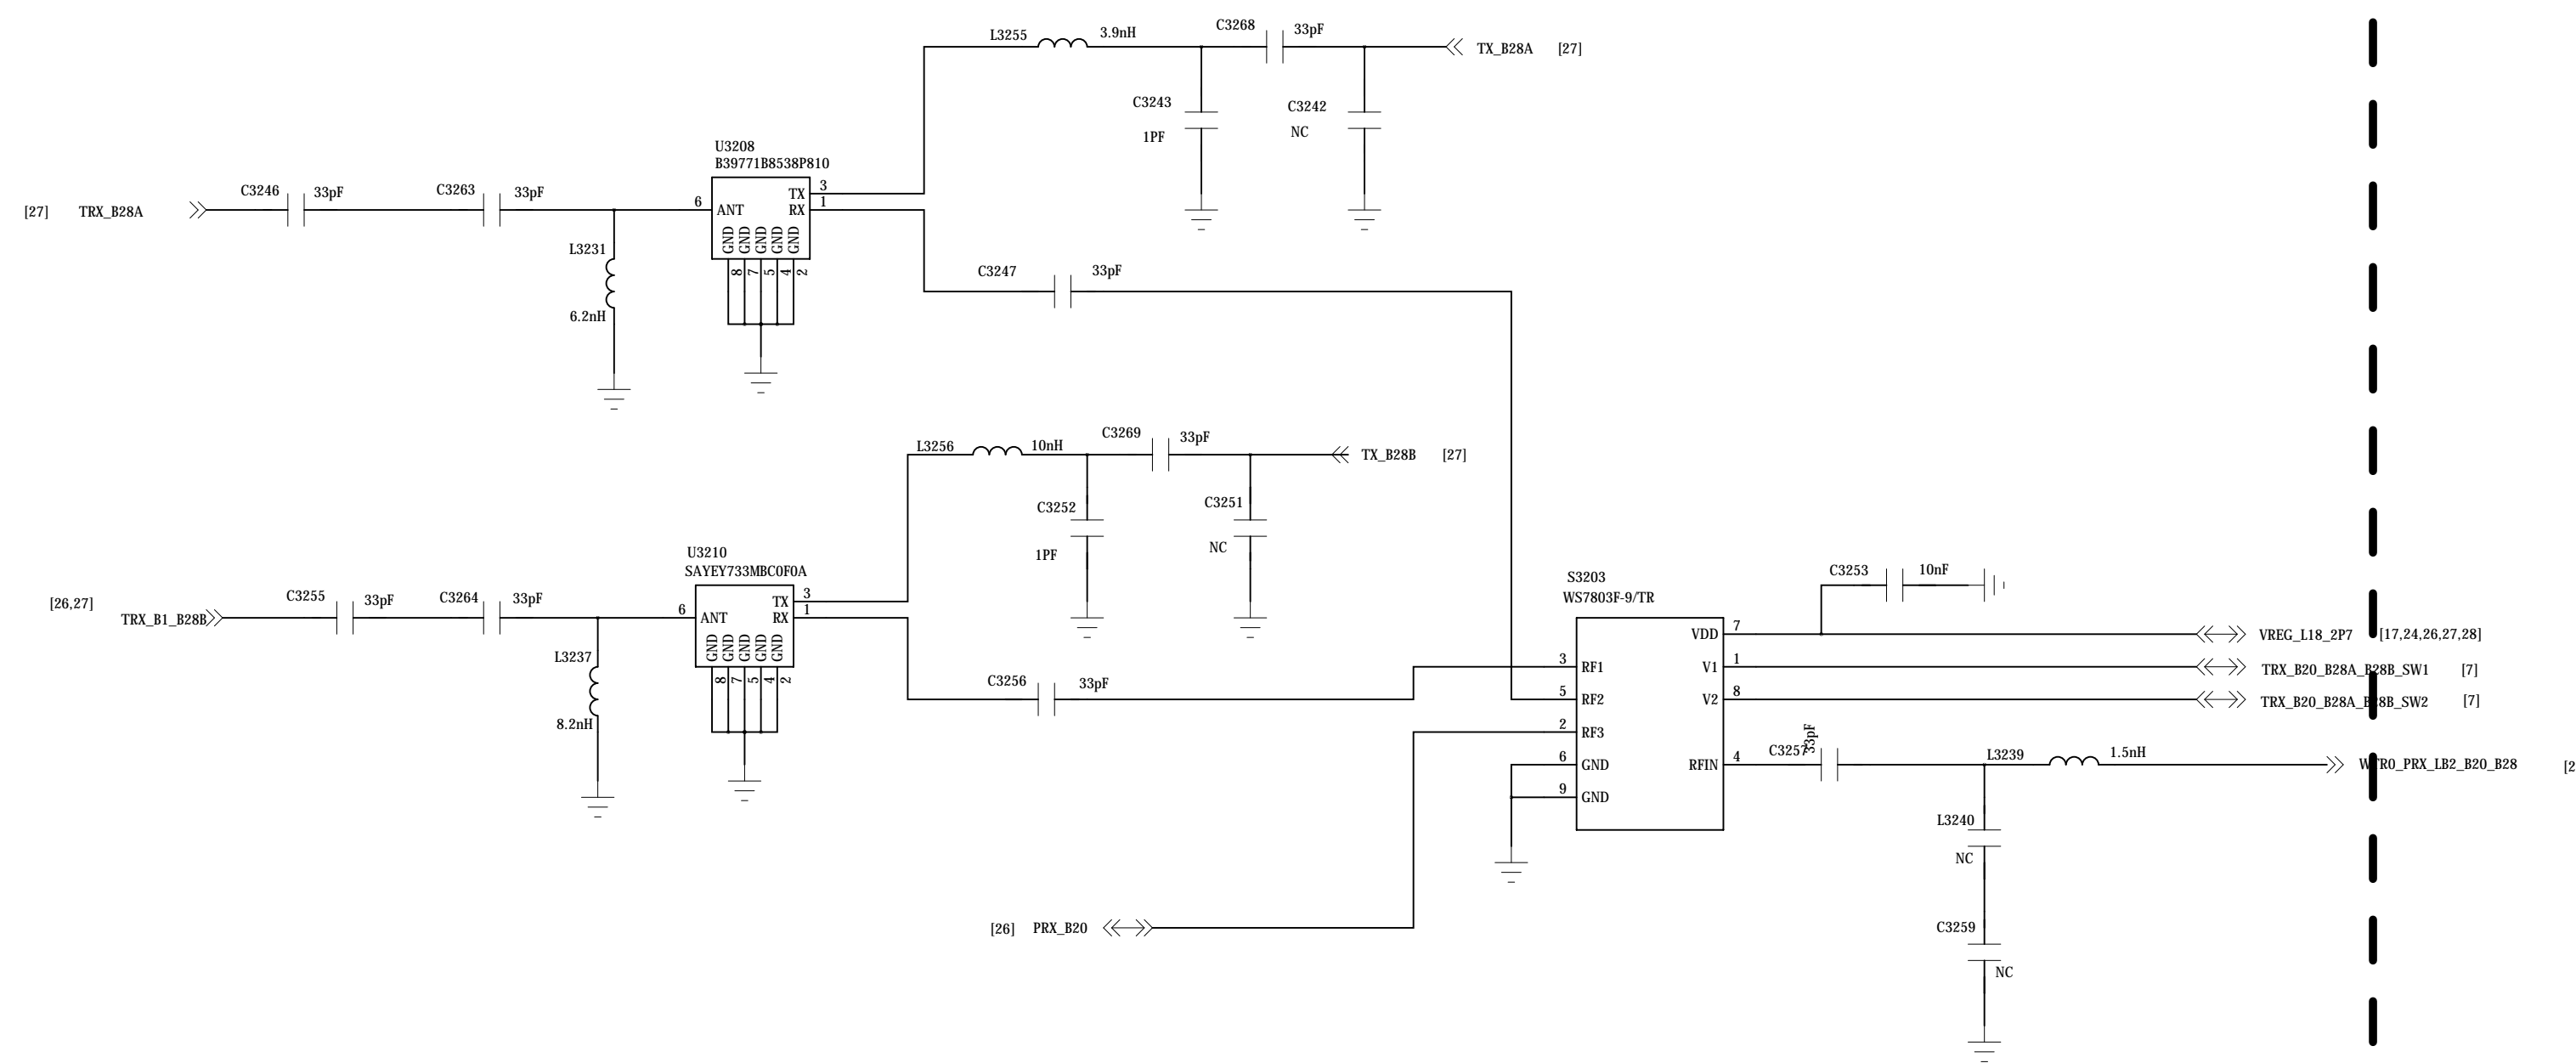 L3255 3.9nH C3268 33pF TX_B28A [27]
C3243 1PF C3242 NC
U3208
B39771B8538P810
[27] TRX_B28A C3246 33pF C3263 33pF
6 ANT TX 3
RX 1
GND GND GND GND GND
8 7 5 4 2
L3231
6.2nH
C3247 33pF
L3256 10nH C3269 33pF TX_B28B [27]
C3252 1PF C3251 NC
U3210
SAYEY733MBC0F0A
[26,27] TRX_B1_B28B C3255 33pF C3264 33pF
6 ANT TX 3
RX 1
GND GND GND GND GND
8 7 5 4 2
L3237
8.2nH
C3256 33pF
S3203
WS7803F-9/TR
C3253 10nF
VDD 7 VREG_L18_2P7 [17,24,26,27,28]
3 RF1 V1 1 TRX_B20_B28A_B28B_SW1 [7]
5 RF2 V2 8 TRX_B20_B28A_B28B_SW2 [7]
2 RF3
6 GND RFIN 4 C3257 33pF L3239 1.5nH WTR0_PRX_LB2_B20_B28
9 GND
L3240
NC
[26] PRX_B20
C3259
NC